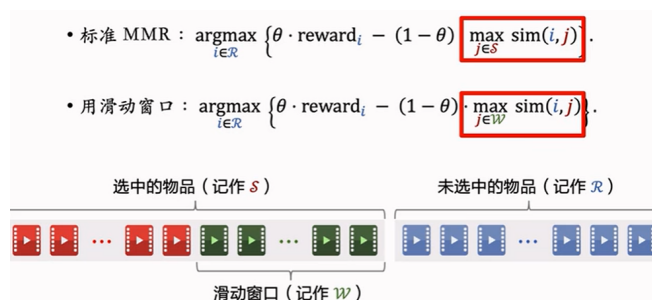 • 标准 MMR：argmax {θ · reward_i − (1 − θ) · max sim(i, j)}.
i∈ℛ j∈𝒮
• 用滑动窗口：argmax {θ · reward_i − (1 − θ) · max sim(i, j)}.
i∈ℛ j∈𝒲
选中的物品（记作 𝒮） 未选中的物品（记作 ℛ）
... ... ...
滑动窗口（记作 𝒲）